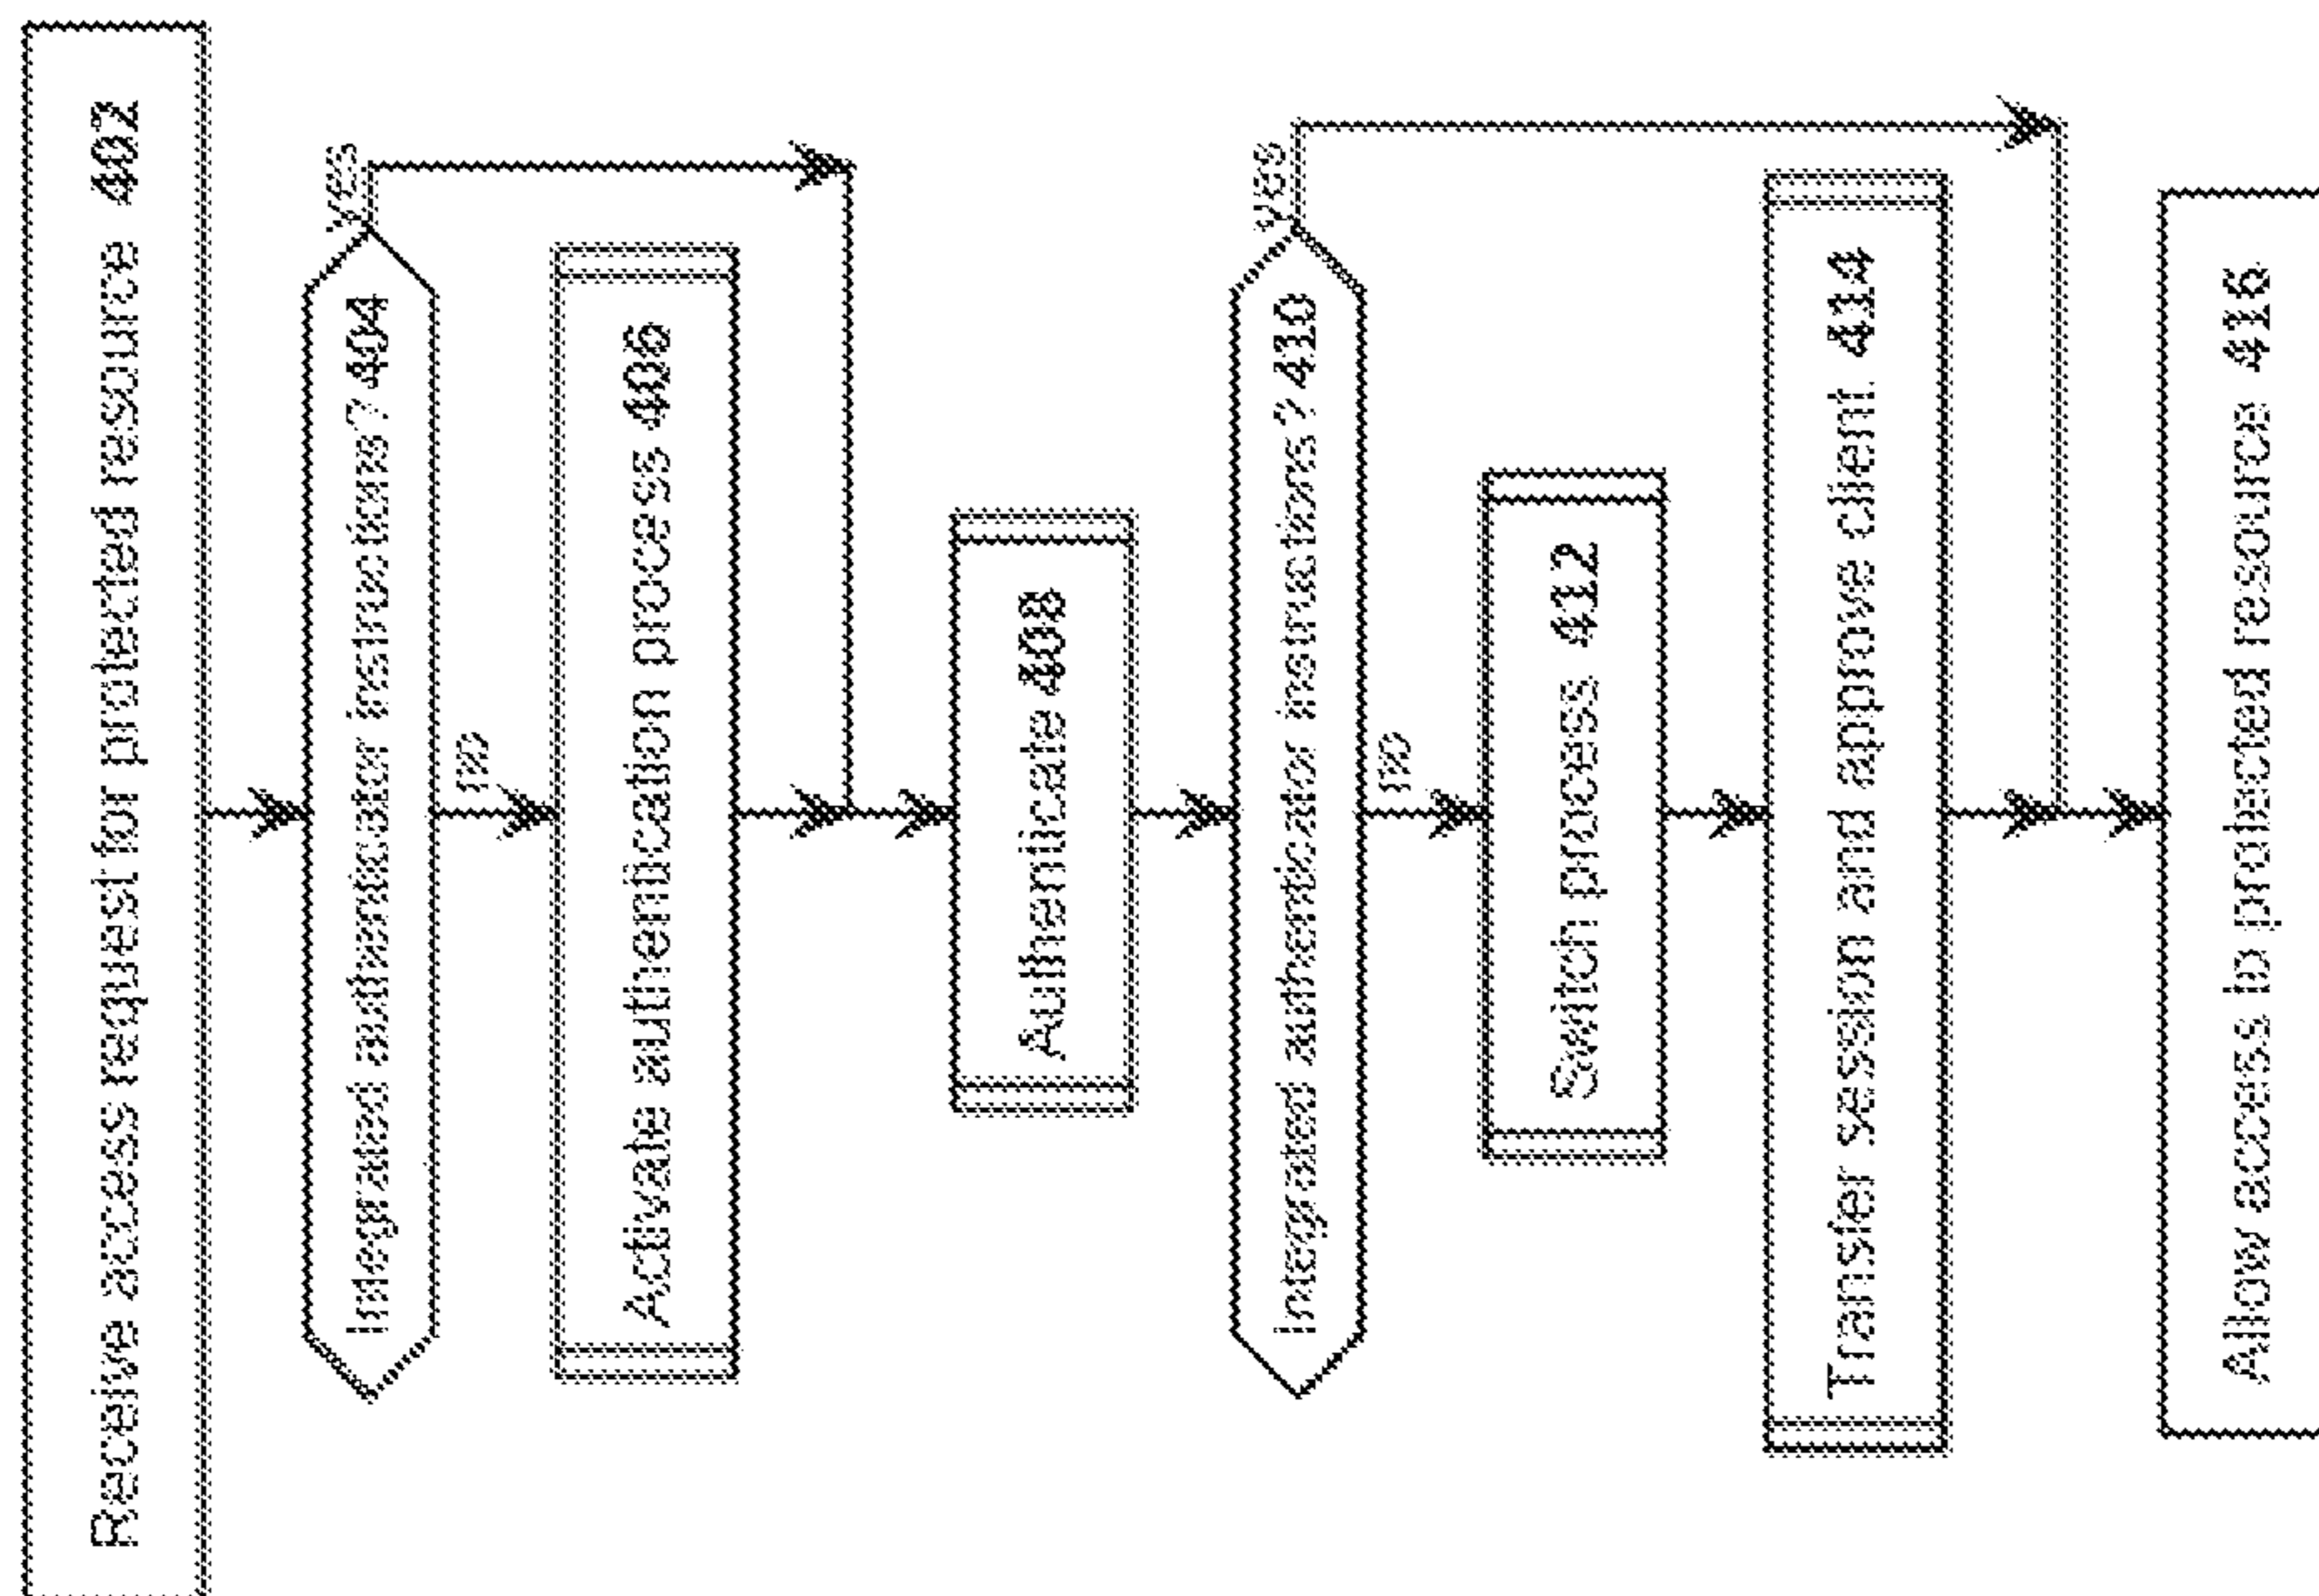 Receive access request for protected resource 402
Integrated authenticator instructions? 404
yes
no
Activate authentication process 406
Authenticate 408
Integrated authenticator instructions? 410
yes
no
Switch process 412
Transfer session and approve client 414
Allow access to protected resource 416